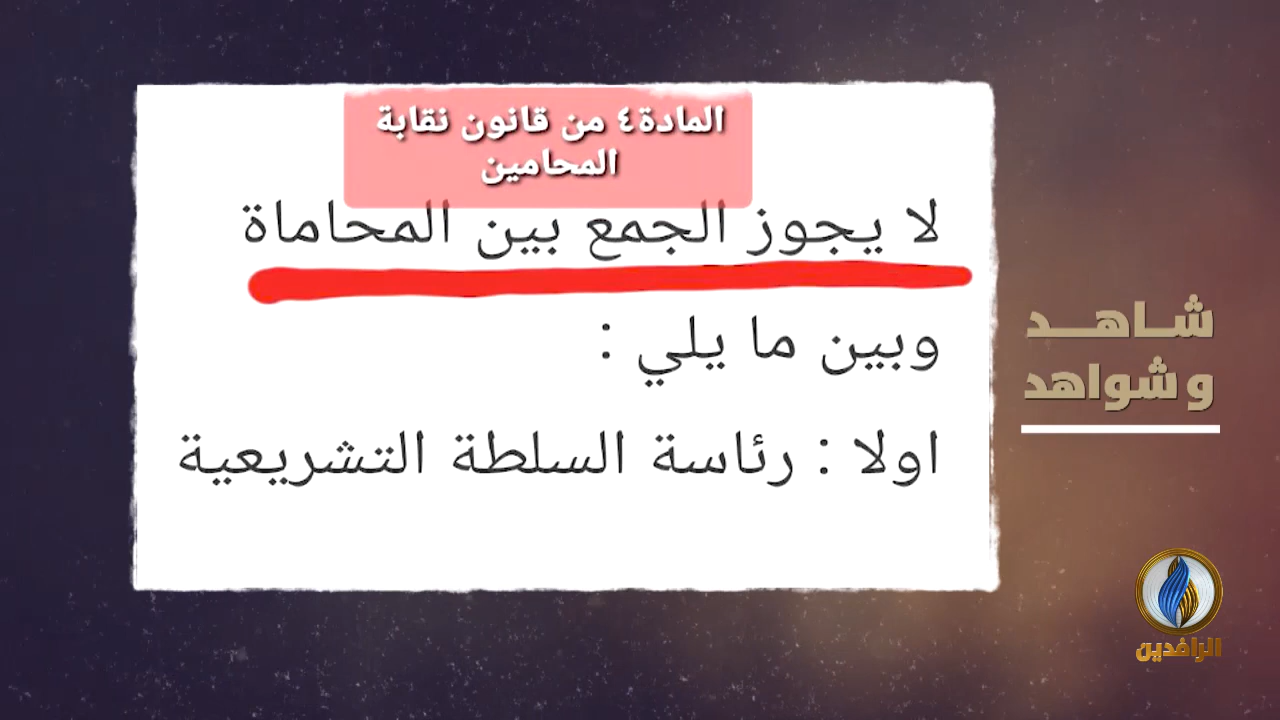 المادة٤ من قانون نقابة
المحامين
لا يجوز الجمع بين المحاماة
وبين ما يلي :
اولا : رئاسة السلطة التشريعية
شاهد
وشواهد
الرافدين